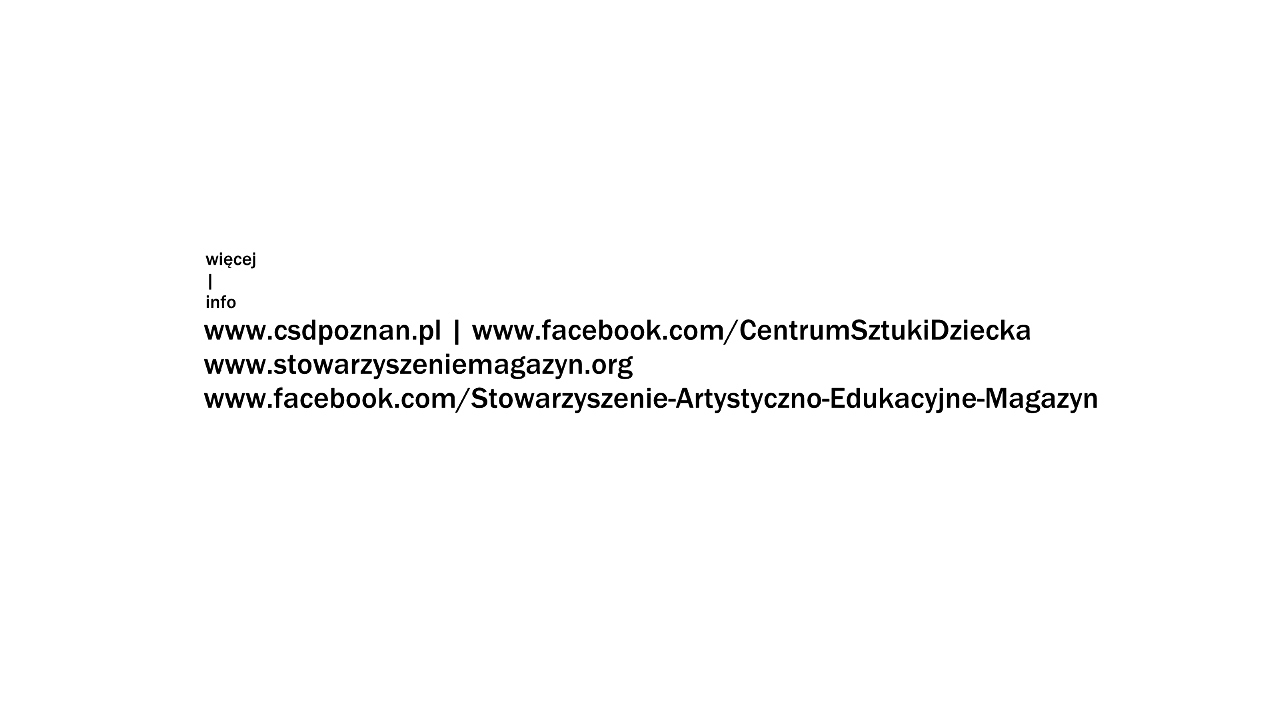 więcej
|
info
www.csdpoznan.pl | www.facebook.com/CentrumSztukiDziecka
www.stowarzyszeniemagazyn.org
www.facebook.com/Stowarzyszenie-Artystyczno-Edukacyjne-Magazyn